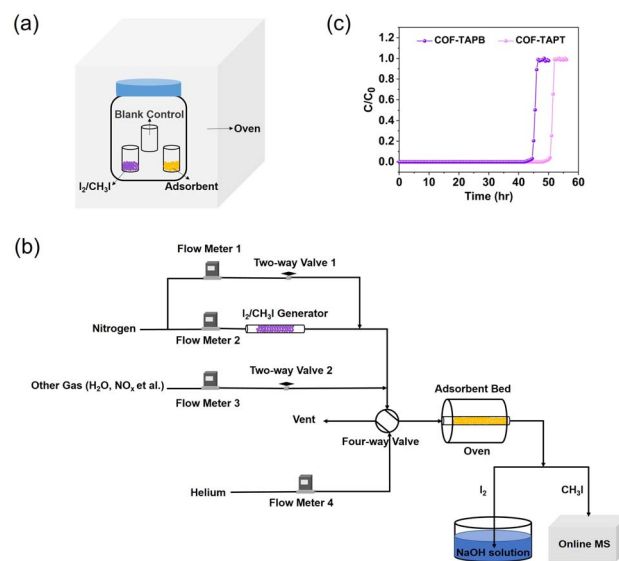 (a)
Blank Control
Oven
I₂/CH₃I
Adsorbent
(c)
C/C₀
1.2
1.0
0.8
0.6
0.4
0.2
0.0
COF-TAPB
COF-TAPT
0 10 20 30 40 50 60
Time (hr)
(b)
Flow Meter 1
Two-way Valve 1
I₂/CH₃I Generator
Nitrogen
Flow Meter 2
Other Gas (H₂O, NOₓ et al.)
Two-way Valve 2
Flow Meter 3
Adsorbent Bed
Vent
Four-way Valve
Oven
Helium
Flow Meter 4
I₂
CH₃I
NaOH solution
Online MS